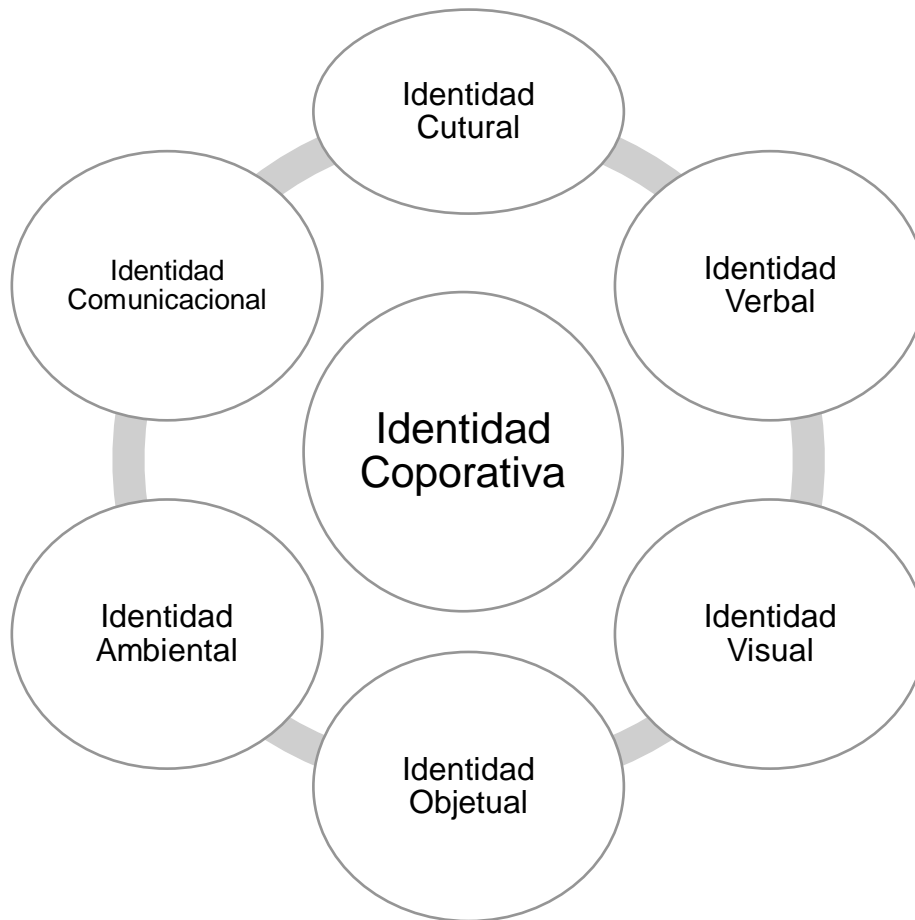 Identidad
Cutural
Identidad
Verbal
Identidad
Visual
Identidad
Objetual
Identidad
Ambiental
Identidad
Comunicacional
Identidad
Coporativa